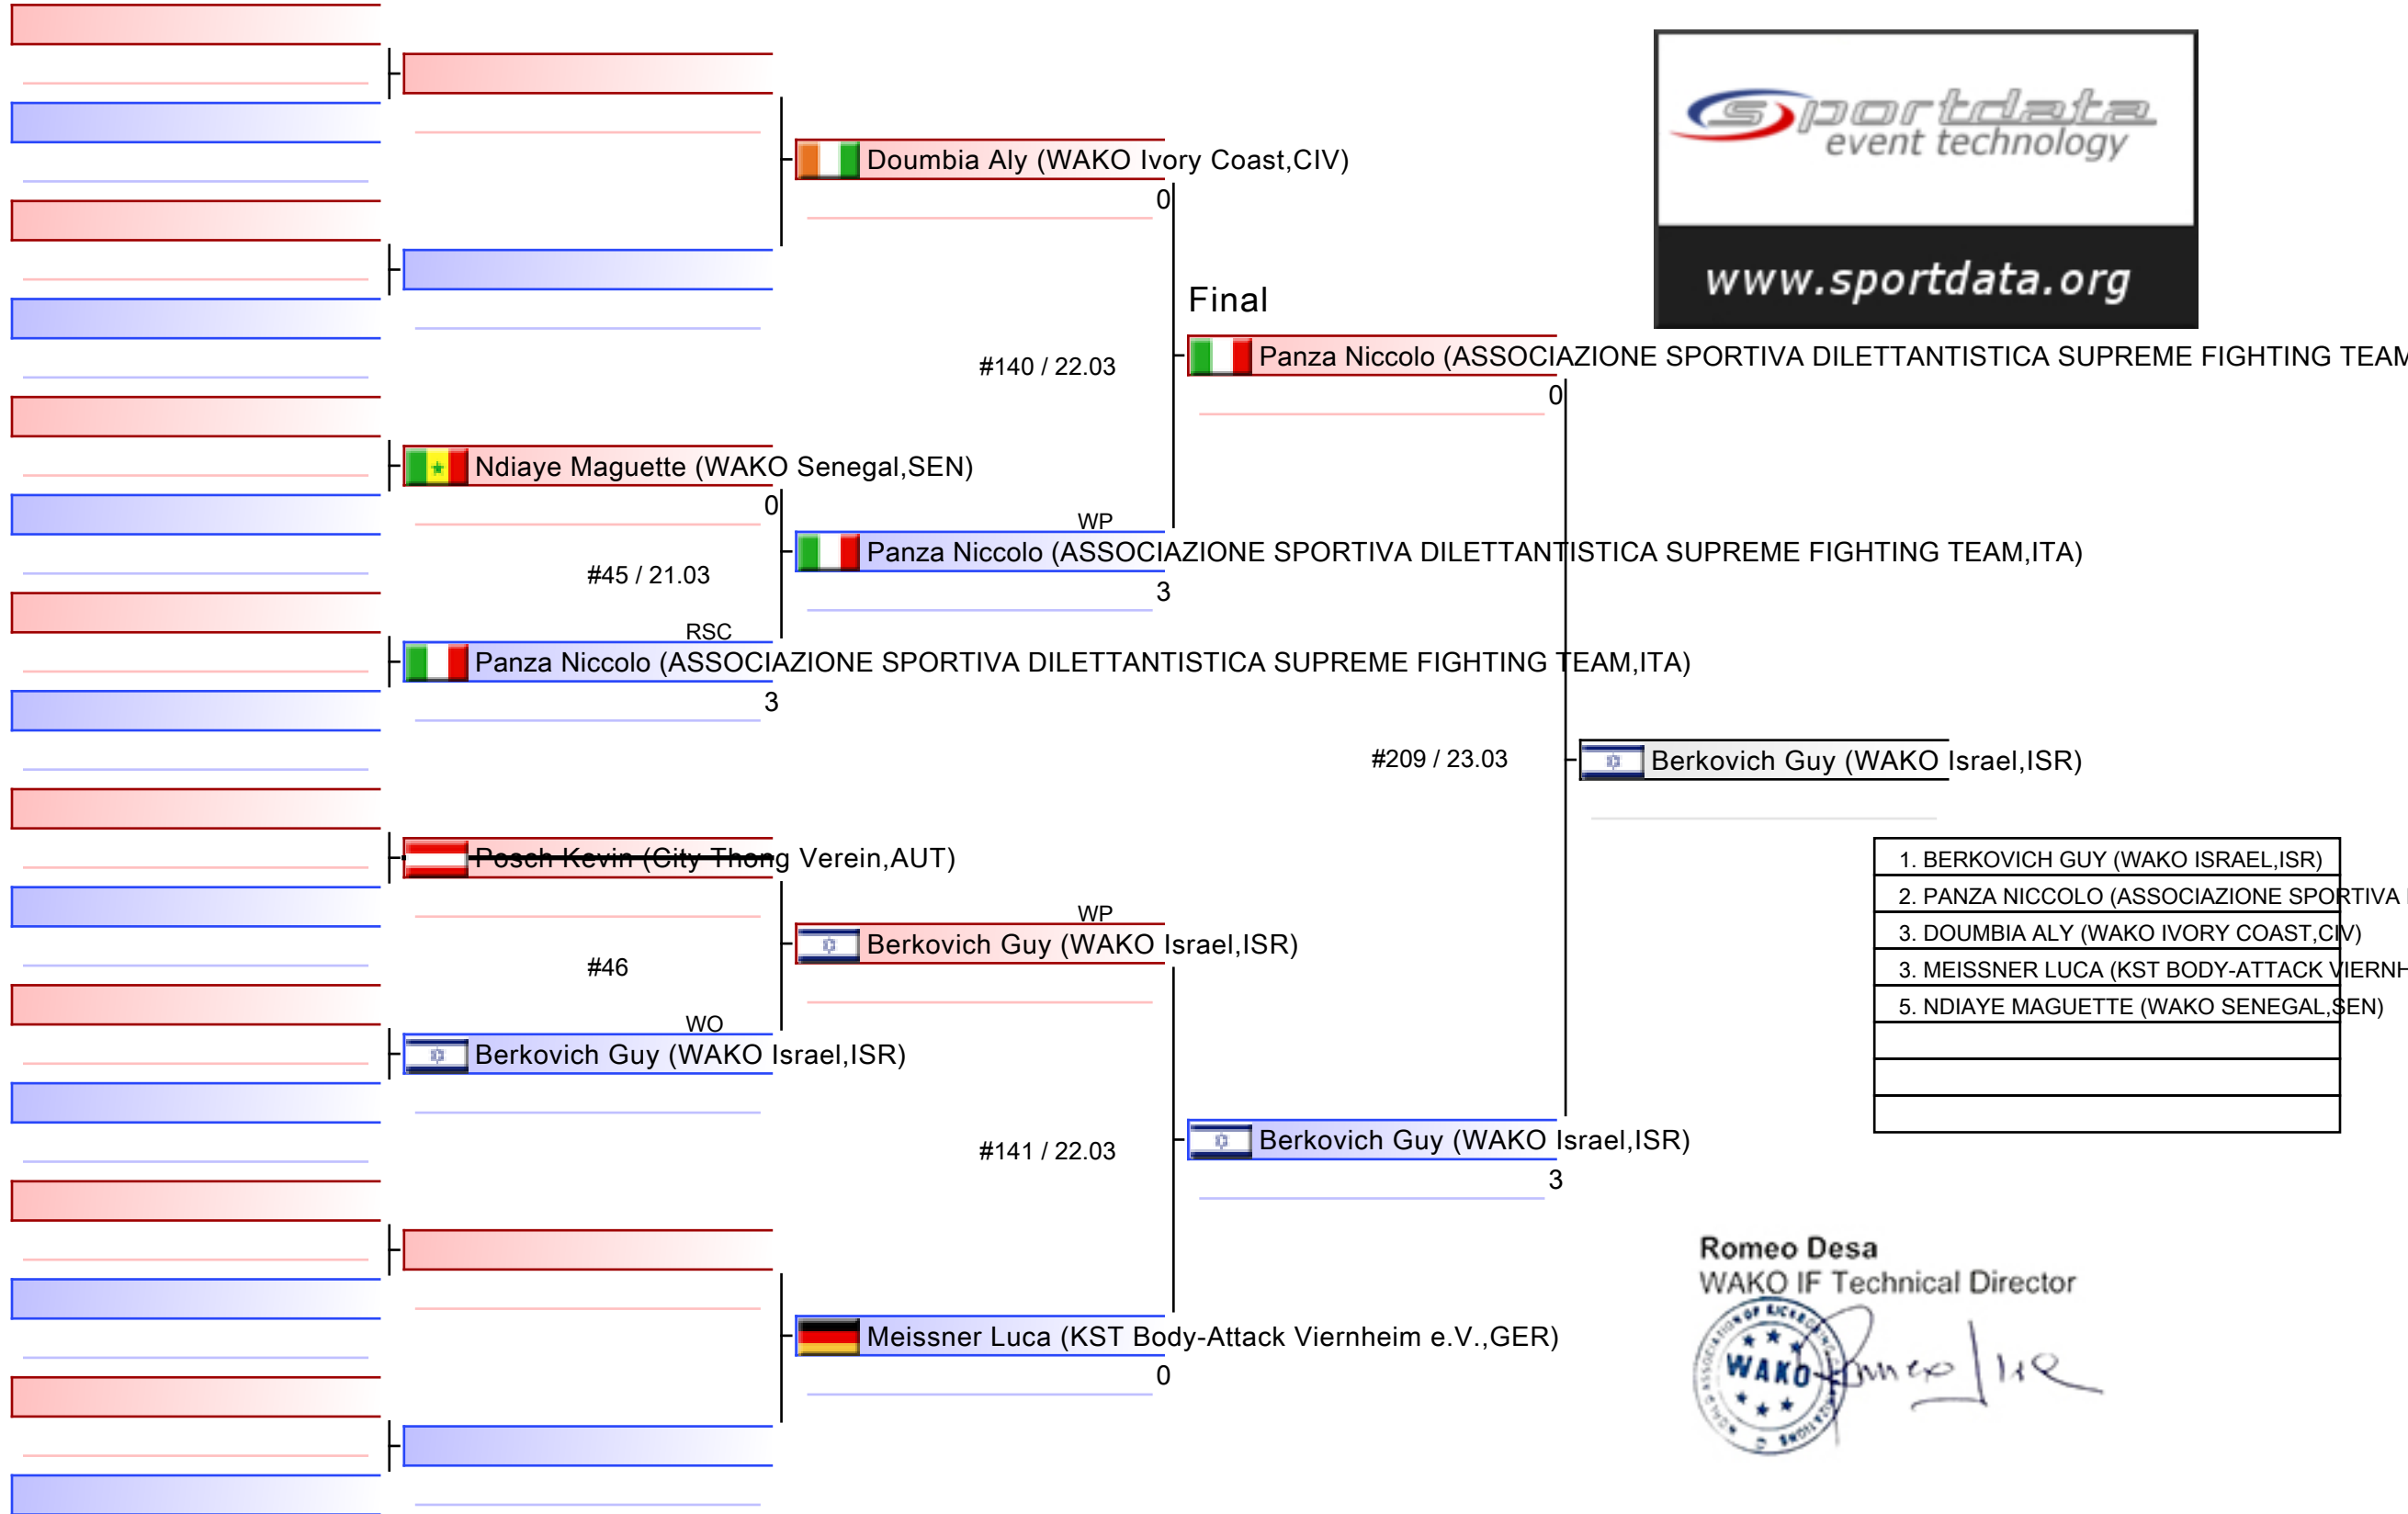 sportdata
event technology
www.sportdata.org
Doumbia Aly (WAKO Ivory Coast,CIV)
0
Final
#140 / 22.03
Panza Niccolo (ASSOCIAZIONE SPORTIVA DILETTANTISTICA SUPREME FIGHTING TEAM
0
Ndiaye Maguette (WAKO Senegal,SEN)
0
WP
Panza Niccolo (ASSOCIAZIONE SPORTIVA DILETTANTISTICA SUPREME FIGHTING TEAM,ITA)
#45 / 21.03
3
RSC
Panza Niccolo (ASSOCIAZIONE SPORTIVA DILETTANTISTICA SUPREME FIGHTING TEAM,ITA)
3
#209 / 23.03
Berkovich Guy (WAKO Israel,ISR)
Posch Kevin (City Thong Verein,AUT)
1. BERKOVICH GUY (WAKO ISRAEL,ISR)
2. PANZA NICCOLO (ASSOCIAZIONE SPORTIVA
3. DOUMBIA ALY (WAKO IVORY COAST,CIV)
3. MEISSNER LUCA (KST BODY-ATTACK VIERNH
5. NDIAYE MAGUETTE (WAKO SENEGAL,SEN)
WP
Berkovich Guy (WAKO Israel,ISR)
#46
WO
Berkovich Guy (WAKO Israel,ISR)
#141 / 22.03
Berkovich Guy (WAKO Israel,ISR)
3
Meissner Luca (KST Body-Attack Viernheim e.V.,GER)
0
Romeo Desa
WAKO IF Technical Director
WAKO